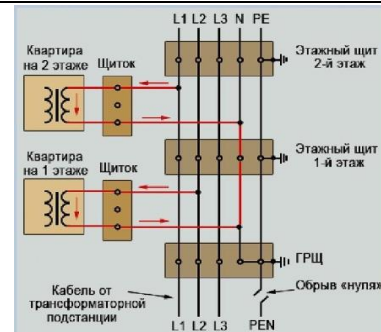 L1 L2 L3 N PE
Квартира
на 2 этаже
Щиток
Этажный щит
2-й этаж
Квартира
на 1 этаже
Щиток
Этажный щит
1-й этаж
ГРЩ
Кабель от
трансформаторной
подстанции
Обрыв «нуля»
L1 L2 L3 PEN